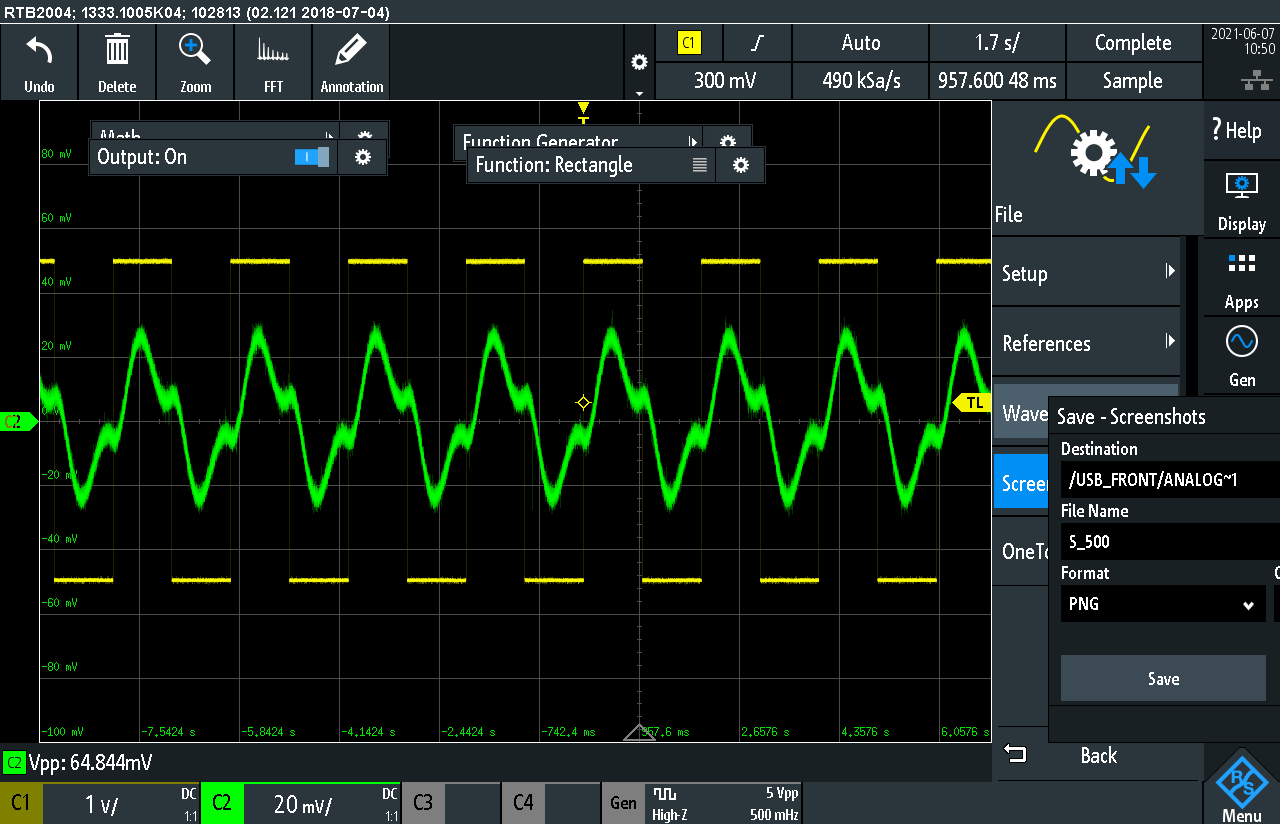 RTB2004; 1333.1005K04; 102813 (02.121 2018-07-04)
Undo
Delete
Zoom
FFT
Annotation
C1
Auto
1.7 s/
Complete
300 mV
490 kSa/s
957.600 48 ms
Sample
2021-06-07
10:50
Math
Output: On
Function Generator
Function: Rectangle
80 mV
60 mV
40 mV
20 mV
0 V
-20 mV
-40 mV
-60 mV
-80 mV
-100 mV
-7.5424 s
-5.8424 s
-4.1424 s
-2.4424 s
-742.4 ms
957.6 ms
2.6576 s
4.3576 s
6.0576 s
T
TL
C2
File
Setup
References
Wave
Scree
OneTo
Back
? Help
Display
Apps
Gen
Save - Screenshots
Destination
/USB_FRONT/ANALOG~1
File Name
S_500
Format
PNG
Save
C2 Vpp: 64.844mV
C1
1 V/
DC
1:1
C2
20 mV/
DC
1:1
C3
C4
Gen
High-Z
5 Vpp
500 mHz
R&S
Menu